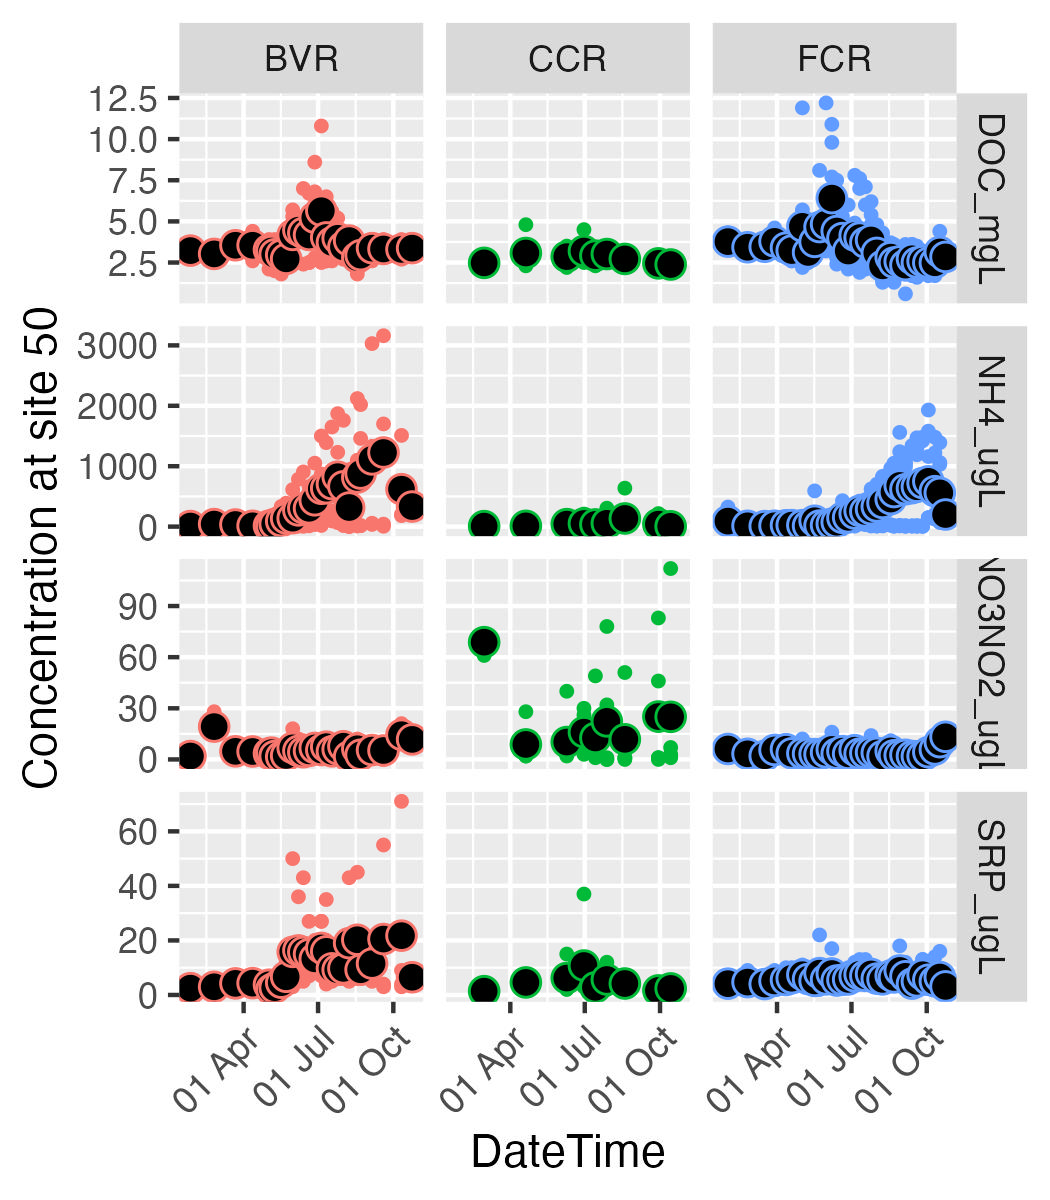 BVR CCR FCR
12.5
10.0
7.5
5.0
2.5
DOC_mgL
3000
2000
1000
0
NH4_ugL
90
60
30
0
NO3NO2_ugL
60
40
20
0
SRP_ugL
Concentration at site 50
01 Apr 01 Jul 01 Oct 01 Apr 01 Jul 01 Oct 01 Apr 01 Jul 01 Oct
DateTime